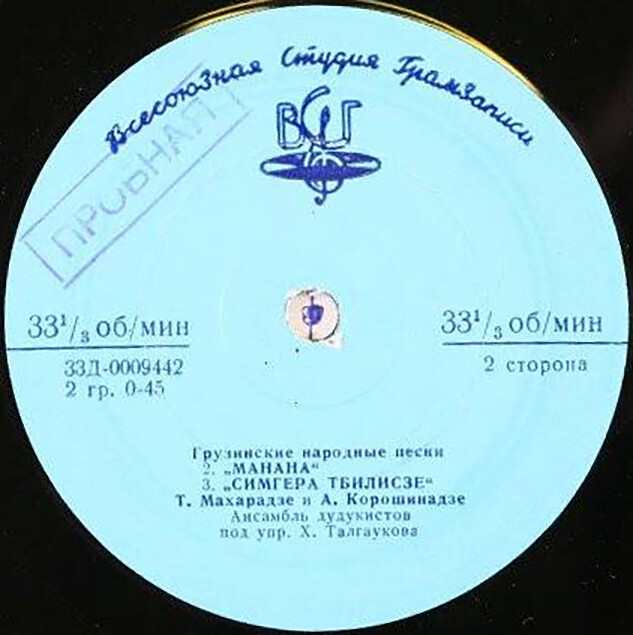 Всесоюзная Студия Грамзаписи
ВСГ
ПРОБНАЯ
33¹/₃ об/мин
33Д-0009442
2 гр. 0-45
33¹/₃ об/мин
2 сторона
Грузинские народные песни
2. „МАНАНА“
3. „СИМГЕРА ТБИЛИСЗЕ“
Т. Махарадзе и А. Корошинадзе
Ансамбль дудукистов
под упр. Х. Талгаукова